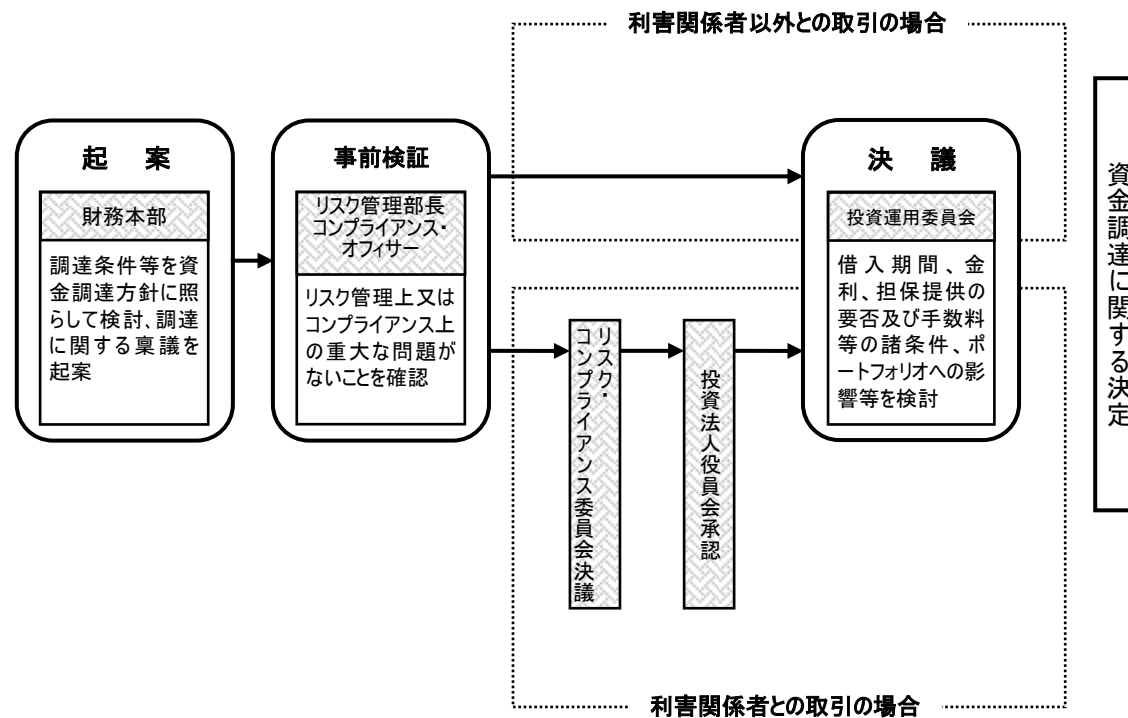 利害関係者以外との取引の場合
起　案
財務本部
調達条件等を資
金調達方針に照
らして検討、調達
に関する稟議を
起案
事前検証
リスク管理部長
コンプライアンス・
オフィサー
リスク管理上又は
コンプライアンス上
の重大な問題が
ないことを確認
リスク・
コンプライアンス委員会決議
投資法人役員会承認
決　議
投資運用委員会
借入期間、金
利、担保提供の
要否及び手数料
等の諸条件、ポ
ートフォリオへの影
響等を検討
資金調達に関する決定
利害関係者との取引の場合